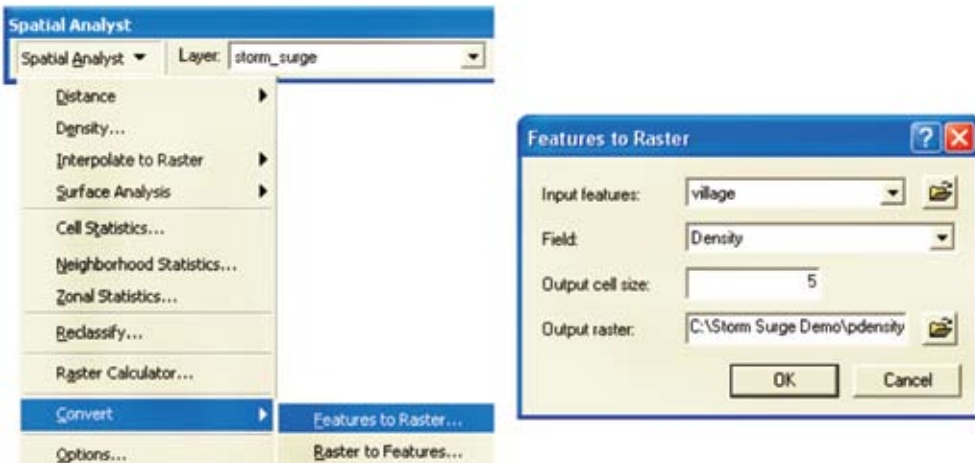 Spatial Analyst
Spatial Analyst Layer: storm_surge
Distance
Density...
Interpolate to Raster
Surface Analysis
Cell Statistics...
Neighborhood Statistics...
Zonal Statistics...
Reclassify...
Raster Calculator...
Convert
Options...
Features to Raster...
Raster to Features...
Features to Raster
Input features: village
Field: Density
Output cell size: 5
Output raster: C:\Storm Surge Demo\pdensity
OK Cancel